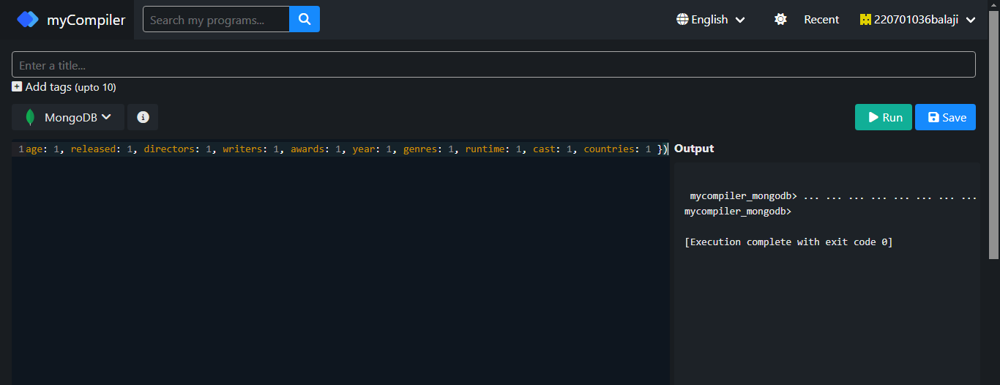 myCompiler
Search my programs...
English
Recent
220701036balaji
Enter a title...
Add tags (upto 10)
MongoDB
Run
Save
1age: 1, released: 1, directors: 1, writers: 1, awards: 1, year: 1, genres: 1, runtime: 1, cast: 1, countries: 1 })
Output
mycompiler_mongodb> ... ... ... ... ... ... ... ...
mycompiler_mongodb>
[Execution complete with exit code 0]